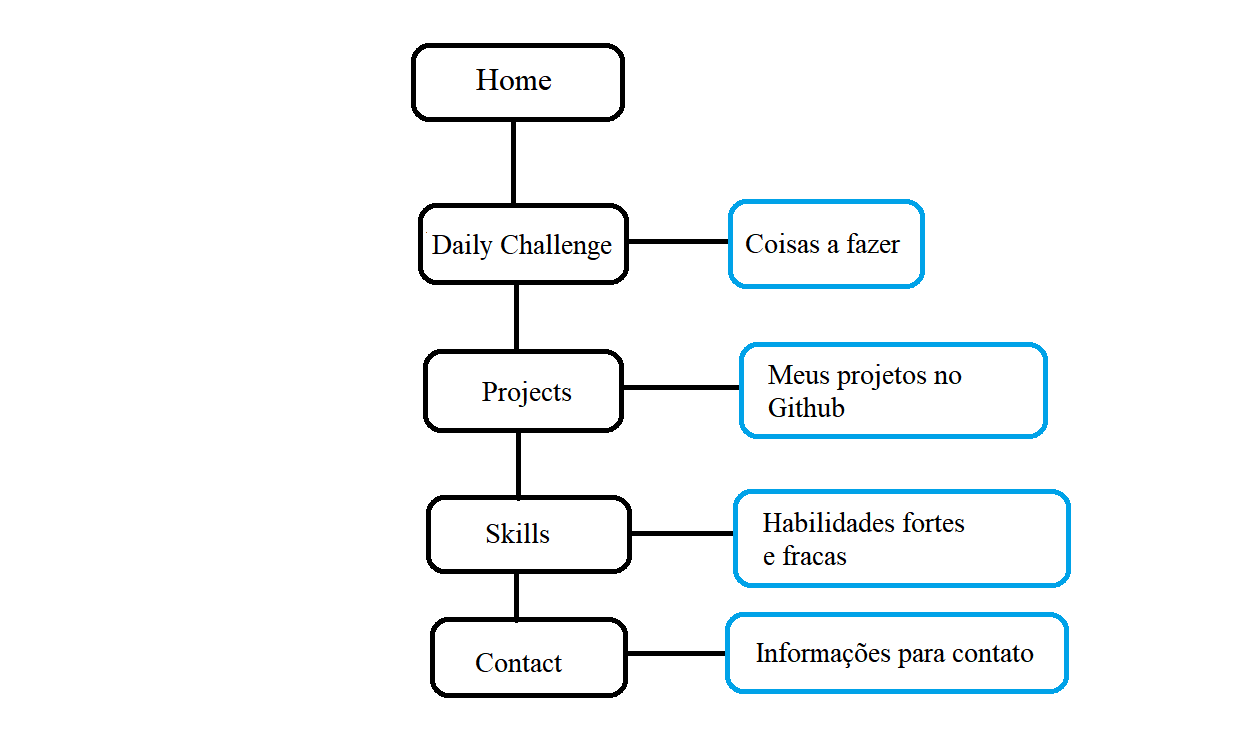 Home
Daily Challenge
Coisas a fazer
Projects
Meus projetos no
Github
Skills
Habilidades fortes
e fracas
Contact
Informações para contato